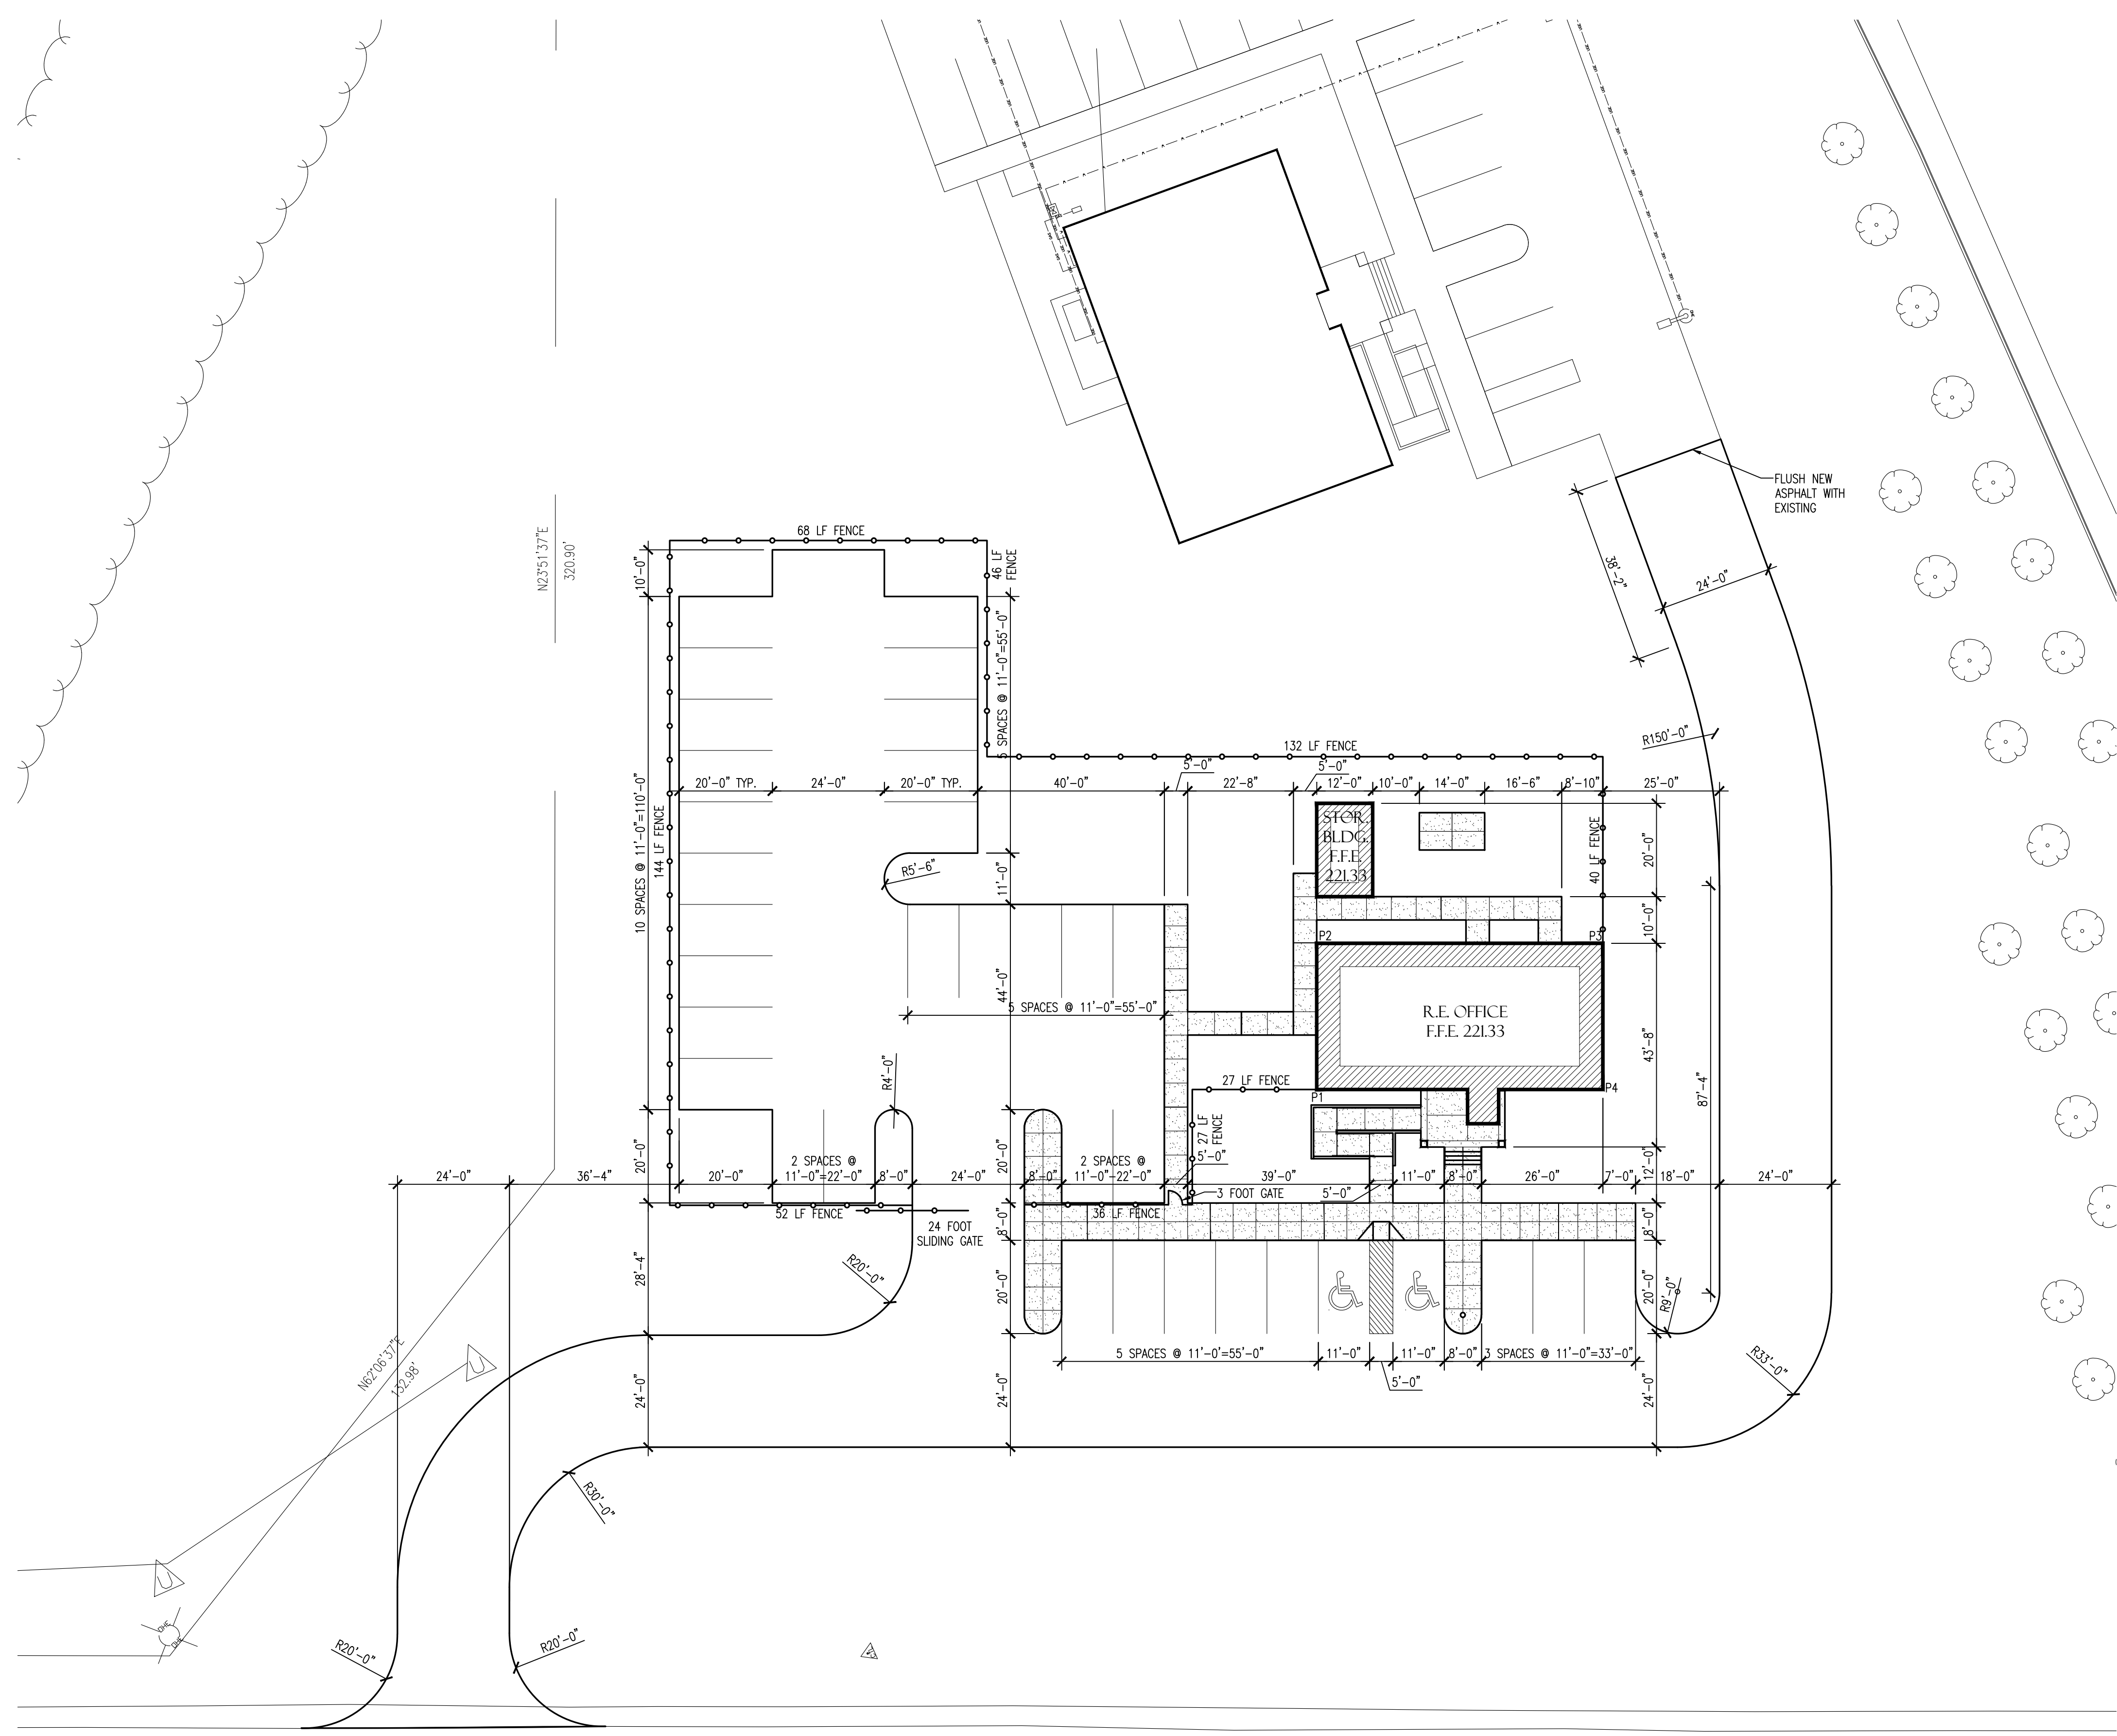 FLUSH NEW
ASPHALT WITH
EXISTING
68 LF FENCE
N23°51'37"E
320.90'
10'-0"
46 LF
FENCE
38'-2"
24'-0"
5 SPACES @ 11'-0"=55'-0"
R150'-0"
132 LF FENCE
5'-0"
5'-0"
20'-0" TYP.
24'-0"
20'-0" TYP.
40'-0"
22'-8"
12'-0"
10'-0"
14'-0"
16'-6"
8'-10"
25'-0"
10 SPACES @ 11'-0"=110'-0"
144 LF FENCE
STOR.
BLDG.
F.F.E.
221.33
40 LF FENCE
20'-0"
R5'-6"
11'-0"
10'-0"
P2
P3
44'-0"
5 SPACES @ 11'-0"=55'-0"
R.E. OFFICE
F.F.E. 221.33
43'-8"
87'-4"
R4'-0"
27 LF FENCE
P1
P4
27 LF
FENCE
20'-0"
20'-0"
5'-0"
12'-0"
24'-0"
36'-4"
20'-0"
2 SPACES @
11'-0"=22'-0"
8'-0"
24'-0"
8'-0"
2 SPACES @
11'-0"=22'-0"
39'-0"
11'-0"
8'-0"
26'-0"
7'-0"
18'-0"
24'-0"
3 FOOT GATE
5'-0"
52 LF FENCE
36 LF FENCE
24 FOOT
SLIDING GATE
8'-0"
8'-0"
28'-4"
R20'-0"
20'-0"
20'-0"
R9'-0"
N62°06'37"E
132.98'
5 SPACES @ 11'-0"=55'-0"
11'-0"
11'-0"
8'-0"
3 SPACES @ 11'-0"=33'-0"
5'-0"
R33'-0"
24'-0"
24'-0"
24'-0"
R30'-0"
OHE
OHE
R20'-0"
R20'-0"